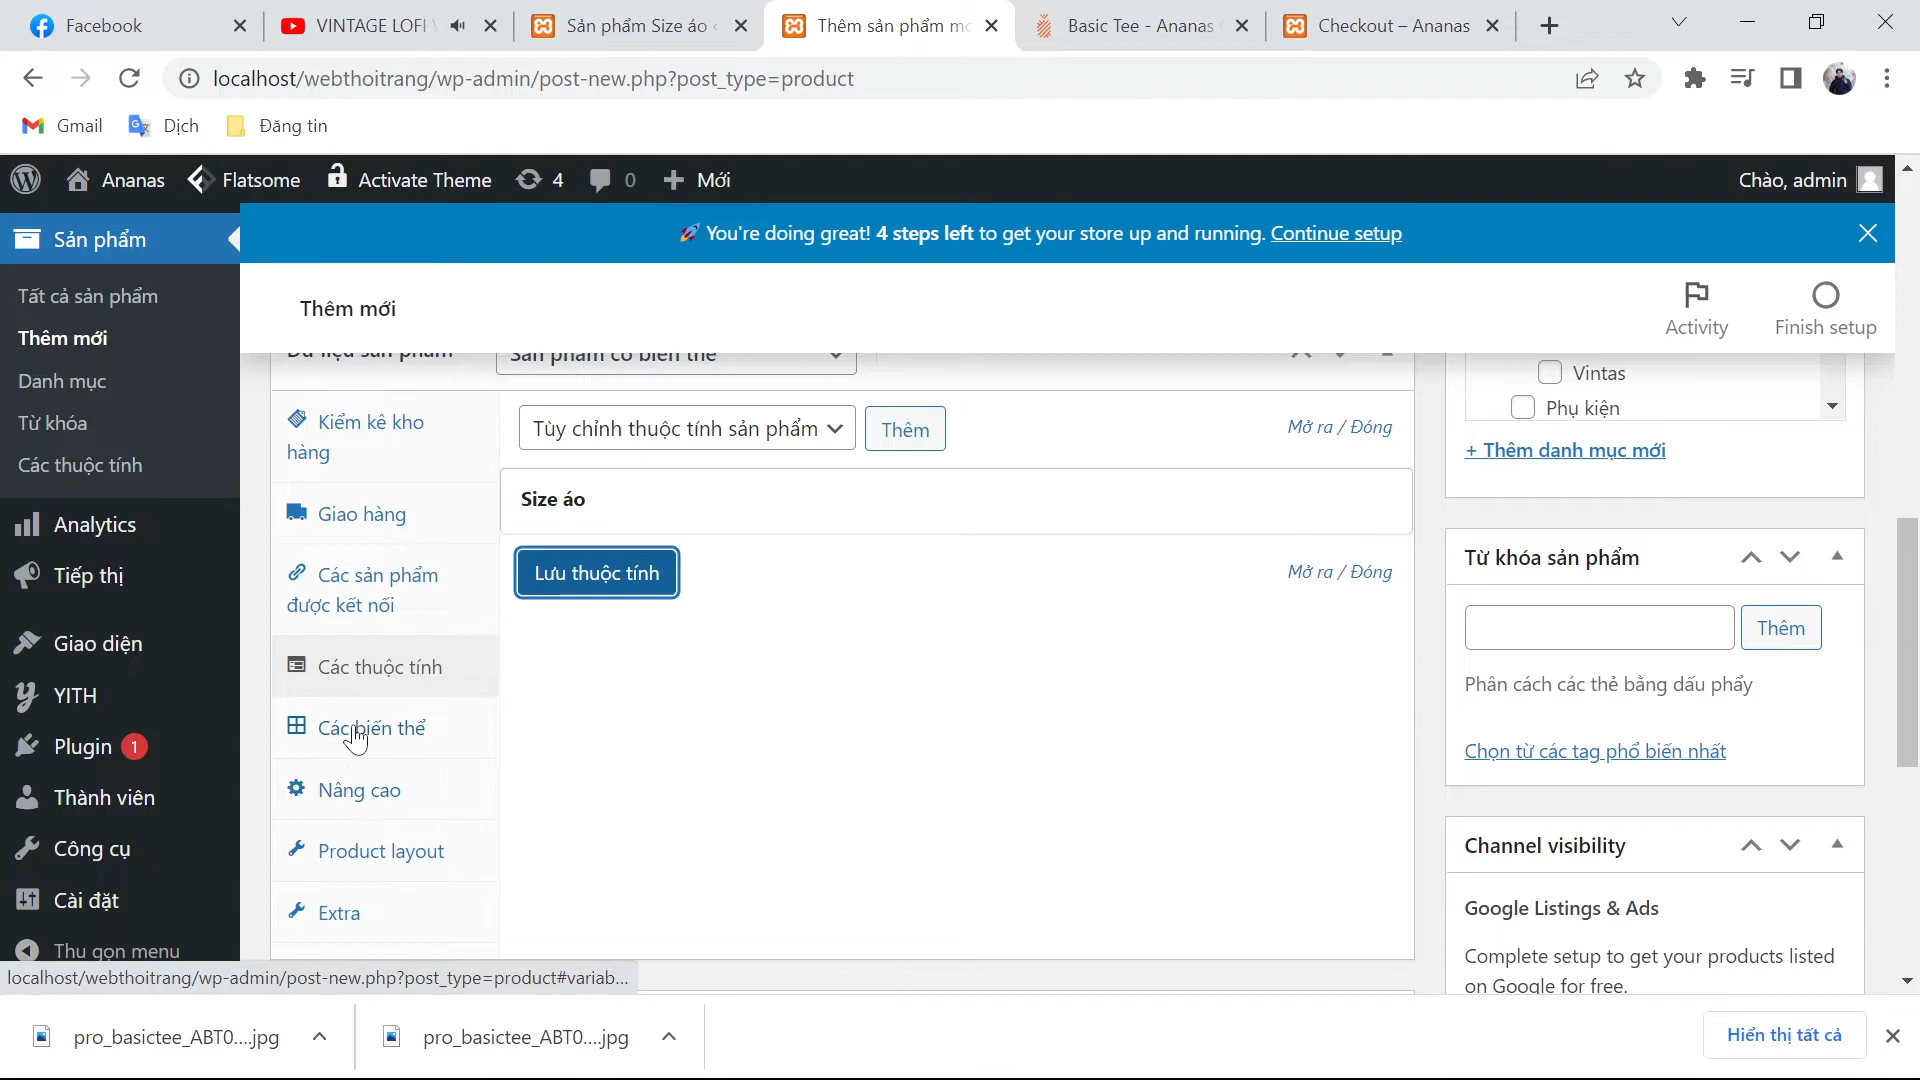 Facebook
VINTAGE LOFI
Sản phẩm Size áo
Thêm sản phẩm mớ
Basic Tee - Ananas
Checkout – Ananas
localhost/webthoitrang/wp-admin/post-new.php?post_type=product
Gmail
Dịch
Đăng tin
Ananas
Flatsome
Activate Theme
4
0
Mới
Chào, admin
Sản phẩm
🚀 You're doing great! 4 steps left to get your store up and running. Continue setup
Tất cả sản phẩm
Thêm mới
Danh mục
Từ khóa
Các thuộc tính
Analytics
Tiếp thị
Giao diện
YITH
Plugin 1
Thành viên
Công cụ
Cài đặt
Thu gọn menu
Thêm mới
Activity
Finish setup
Dữ liệu sản phẩm
Sản phẩm có biến thể
Kiểm kê kho
hàng
Giao hàng
Các sản phẩm
được kết nối
Các thuộc tính
Các biến thể
Nâng cao
Product layout
Extra
Tùy chỉnh thuộc tính sản phẩm
Thêm
Mở ra / Đóng
Size áo
Lưu thuộc tính
Mở ra / Đóng
Vintas
Phụ kiện
+ Thêm danh mục mới
Từ khóa sản phẩm
Thêm
Phân cách các thẻ bằng dấu phẩy
Chọn từ các tag phổ biến nhất
Channel visibility
Google Listings & Ads
Complete setup to get your products listed
on Google for free.
localhost/webthoitrang/wp-admin/post-new.php?post_type=product#variab...
pro_basictee_ABT0....jpg
pro_basictee_ABT0....jpg
Hiển thị tất cả